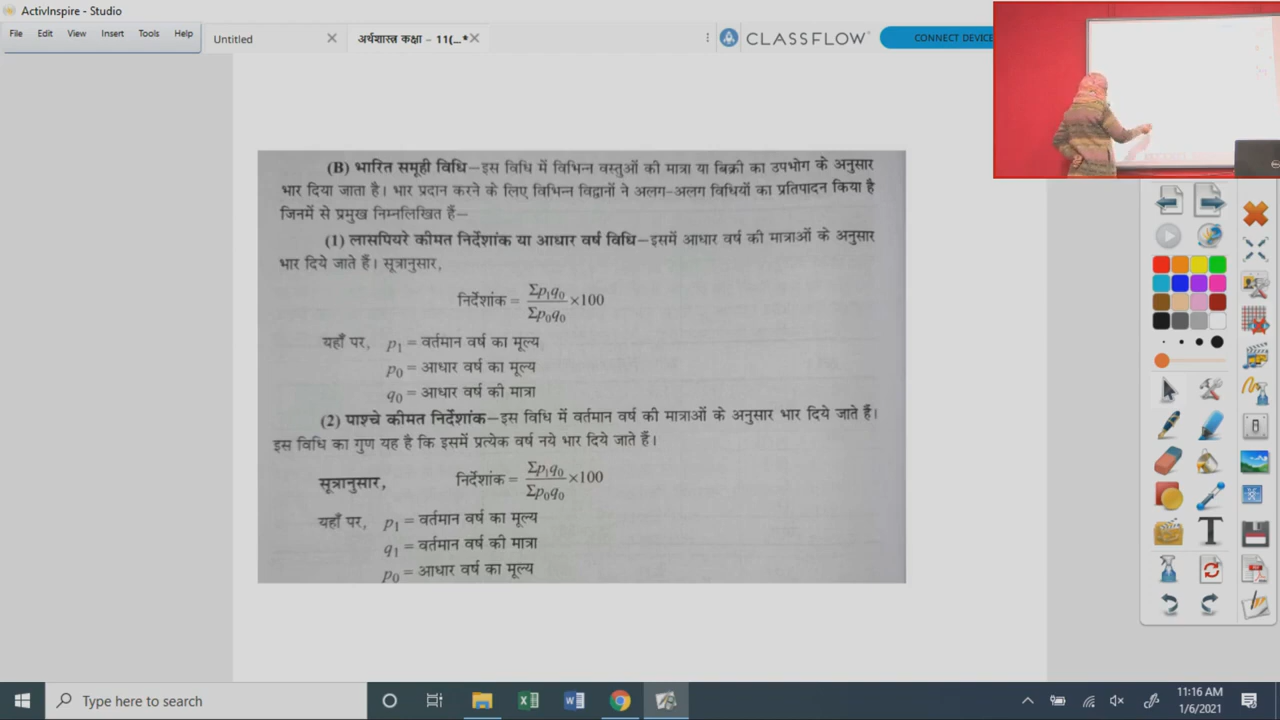 ActivInspire - Studio
File Edit View Insert Tools Help
Untitled
अर्थशास्त्र कक्षा – 11(...*
CLASSFLOW
CONNECT DEVICE
(B) भारित समूही विधि–इस विधि में विभिन्न वस्तुओं की मात्रा या बिक्री का उपभोग के अनुसार
भार दिया जाता है। भार प्रदान करने के लिए विभिन्न विद्वानों ने अलग-अलग विधियों का प्रतिपादन किया है
जिनमें से प्रमुख निम्नलिखित हैं–
(1) लासपियरे कीमत निर्देशांक या आधार वर्ष विधि–इसमें आधार वर्ष की मात्राओं के अनुसार
भार दिये जाते हैं। सूत्रानुसार,
निर्देशांक = Σp₁q₀ / Σp₀q₀ ×100
यहाँ पर, p₁ = वर्तमान वर्ष का मूल्य
p₀ = आधार वर्ष का मूल्य
q₀ = आधार वर्ष की मात्रा
(2) पाश्चे कीमत निर्देशांक–इस विधि में वर्तमान वर्ष की मात्राओं के अनुसार भार दिये जाते हैं।
इस विधि का गुण यह है कि इसमें प्रत्येक वर्ष नये भार दिये जाते हैं।
सूत्रानुसार, निर्देशांक = Σp₁q₀ / Σp₀q₀ ×100
यहाँ पर, p₁ = वर्तमान वर्ष का मूल्य
q₁ = वर्तमान वर्ष की मात्रा
p₀ = आधार वर्ष का मूल्य
Type here to search
11:16 AM
1/6/2021